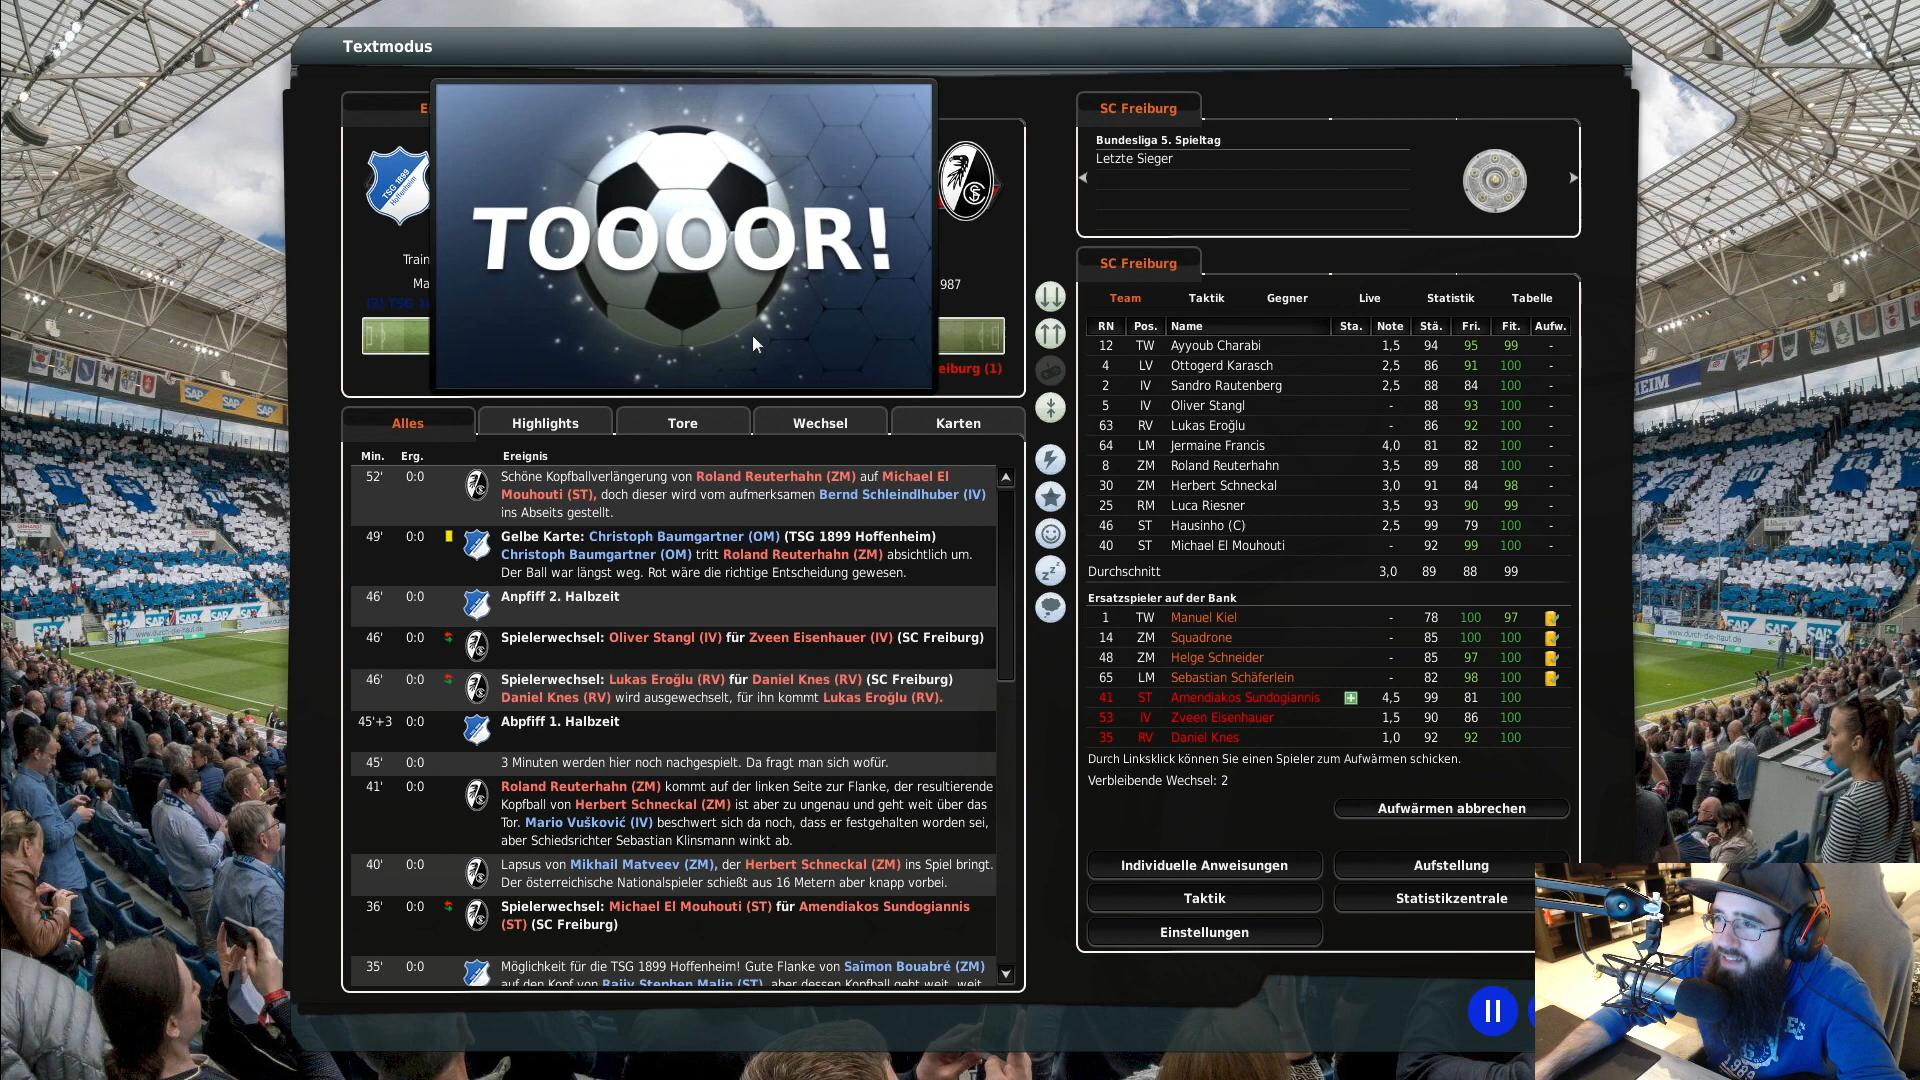 Textmodus
TOOOOR!
TSG 1899
Hoffenheim
Train
Ma
987
(3) TSG 1
eiburg (1)
Alles Highlights Tore Wechsel Karten
Min. Erg. Ereignis
52' 0:0 Schöne Kopfballverlängerung von Roland Reuterhahn (ZM) auf Michael El
Mouhouti (ST), doch dieser wird vom aufmerksamen Bernd Schleindlhuber (IV)
ins Abseits gestellt.
49' 0:0 Gelbe Karte: Christoph Baumgartner (OM) (TSG 1899 Hoffenheim)
Christoph Baumgartner (OM) tritt Roland Reuterhahn (ZM) absichtlich um.
Der Ball war längst weg. Rot wäre die richtige Entscheidung gewesen.
46' 0:0 Anpfiff 2. Halbzeit
46' 0:0 Spielerwechsel: Oliver Stangl (IV) für Zveen Eisenhauer (IV) (SC Freiburg)
46' 0:0 Spielerwechsel: Lukas Eroğlu (RV) für Daniel Knes (RV) (SC Freiburg)
Daniel Knes (RV) wird ausgewechselt, für ihn kommt Lukas Eroğlu (RV).
45'+3 0:0 Abpfiff 1. Halbzeit
45' 0:0 3 Minuten werden hier noch nachgespielt. Da fragt man sich wofür.
41' 0:0 Roland Reuterhahn (ZM) kommt auf der linken Seite zur Flanke, der resultierende
Kopfball von Herbert Schneckal (ZM) ist aber zu ungenau und geht weit über das
Tor. Mario Vušković (IV) beschwert sich da noch, dass er festgehalten worden sei,
aber Schiedsrichter Sebastian Klinsmann winkt ab.
40' 0:0 Lapsus von Mikhail Matveev (ZM), der Herbert Schneckal (ZM) ins Spiel bringt.
Der österreichische Nationalspieler schießt aus 16 Metern aber knapp vorbei.
36' 0:0 Spielerwechsel: Michael El Mouhouti (ST) für Amendiakos Sundogiannis
(ST) (SC Freiburg)
35' 0:0 Möglichkeit für die TSG 1899 Hoffenheim! Gute Flanke von Saïmon Bouabré (ZM)
auf den Kopf von Rajiv Stephen Malin (ST), aber dessen Kopfball geht weit, weit
SC Freiburg
Bundesliga 5. Spieltag
Letzte Sieger
SC Freiburg
Team Taktik Gegner Live Statistik Tabelle
RN Pos. Name Sta. Note Stä. Fri. Fit. Aufw.
12 TW Ayyoub Charabi 1,5 94 95 99 -
4 LV Ottogerd Karasch 2,5 86 91 100 -
2 IV Sandro Rautenberg 2,5 88 84 100 -
5 IV Oliver Stangl - 88 93 100 -
63 RV Lukas Eroğlu - 86 92 100 -
64 LM Jermaine Francis 4,0 81 82 100 -
8 ZM Roland Reuterhahn 3,5 89 88 100 -
30 ZM Herbert Schneckal 3,0 91 84 98 -
25 RM Luca Riesner 3,5 93 90 99 -
46 ST Hausinho (C) 2,5 99 79 100 -
40 ST Michael El Mouhouti - 92 99 100 -
Durchschnitt 3,0 89 88 99
Ersatzspieler auf der Bank
1 TW Manuel Kiel - 78 100 97
14 ZM Squadrone - 85 100 100
48 ZM Helge Schneider - 85 97 100
65 LM Sebastian Schäferlein - 82 98 100
41 ST Amendiakos Sundogiannis 4,5 99 81 100
53 IV Zveen Eisenhauer 1,5 90 86 100
35 RV Daniel Knes 1,0 92 92 100
Durch Linksklick können Sie einen Spieler zum Aufwärmen schicken.
Verbleibende Wechsel: 2
Aufwärmen abbrechen
Individuelle Anweisungen Aufstellung
Taktik Statistikzentrale
Einstellungen